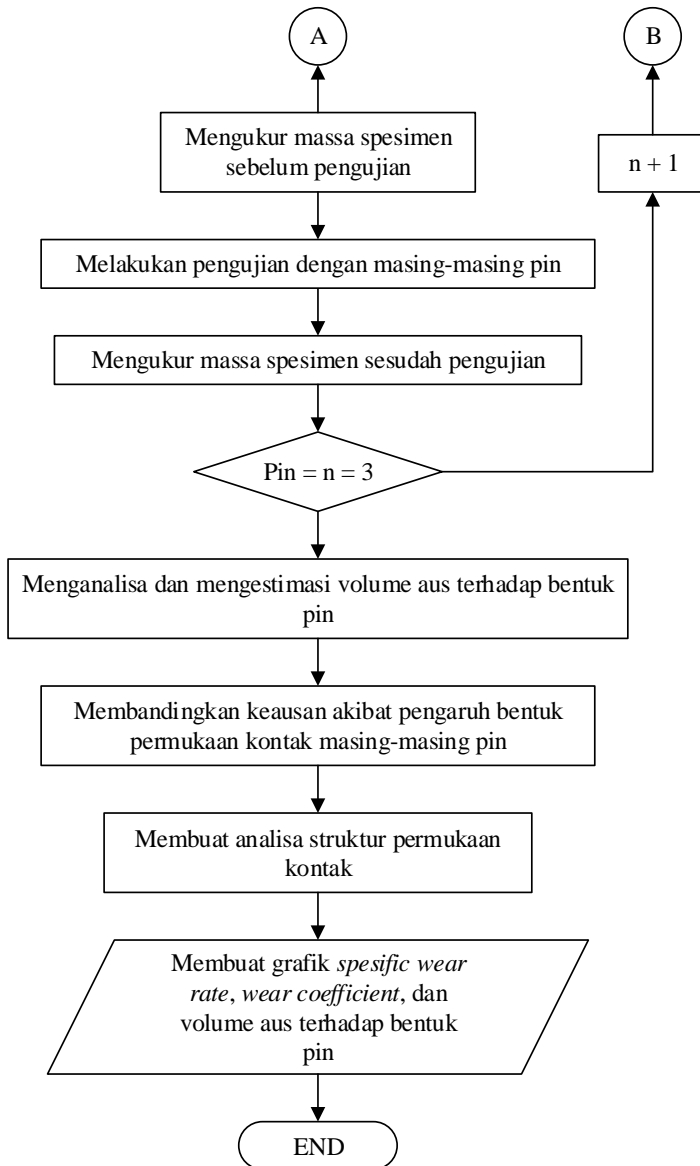 A
B
Mengukur massa spesimen
sebelum pengujian
n + 1
Melakukan pengujian dengan masing-masing pin
Mengukur massa spesimen sesudah pengujian
Pin = n = 3
Menganalisa dan mengestimasi volume aus terhadap bentuk
pin
Membandingkan keausan akibat pengaruh bentuk
permukaan kontak masing-masing pin
Membuat analisa struktur permukaan
kontak
Membuat grafik spesific wear
rate, wear coefficient, dan
volume aus terhadap bentuk
pin
END